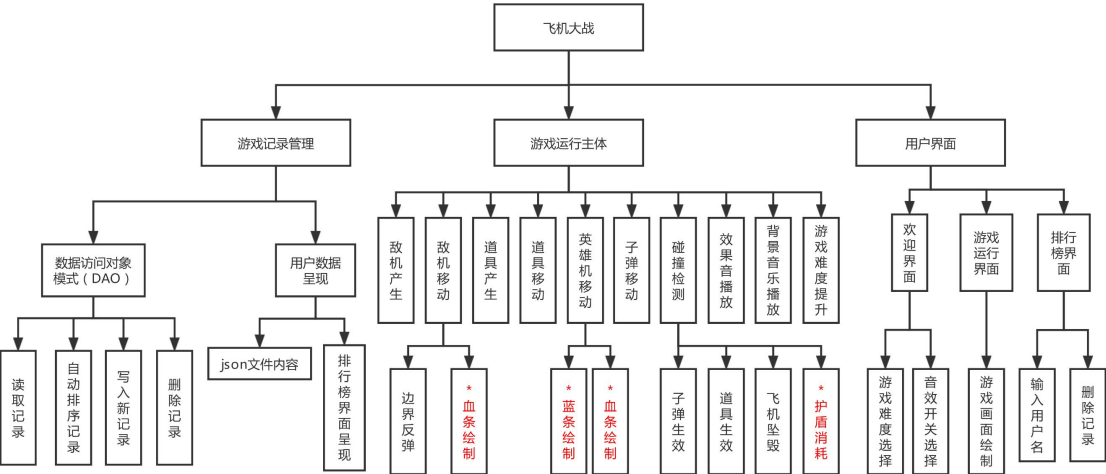 飞机大战
游戏记录管理
游戏运行主体
用户界面
数据访问对象
模式（DAO）
用户数据
呈现
敌机产生
敌机移动
道具产生
道具移动
英雄机移动
子弹移动
碰撞检测
效果音播放
背景音乐播放
游戏难度提升
欢迎界面
游戏
运行
界面
排行
榜界
面
读取记录
自动排序记录
写入新记录
删除记录
json文件内容
排行榜界面呈现
边界反弹
*血条绘制
*蓝条绘制
*血条绘制
子弹生效
道具生效
飞机坠毁
*护盾消耗
游戏难度选择
音效开关选择
游戏画面绘制
输入用户名
删除记录